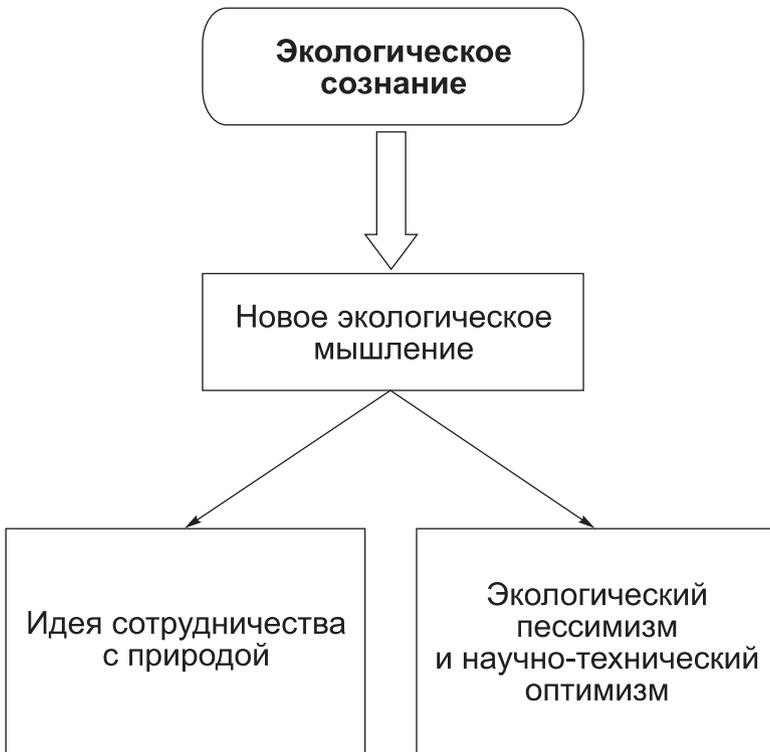 Экологическое
сознание
Новое экологическое
мышление
Идея сотрудничества
с природой
Экологический
пессимизм
и научно-технический
оптимизм